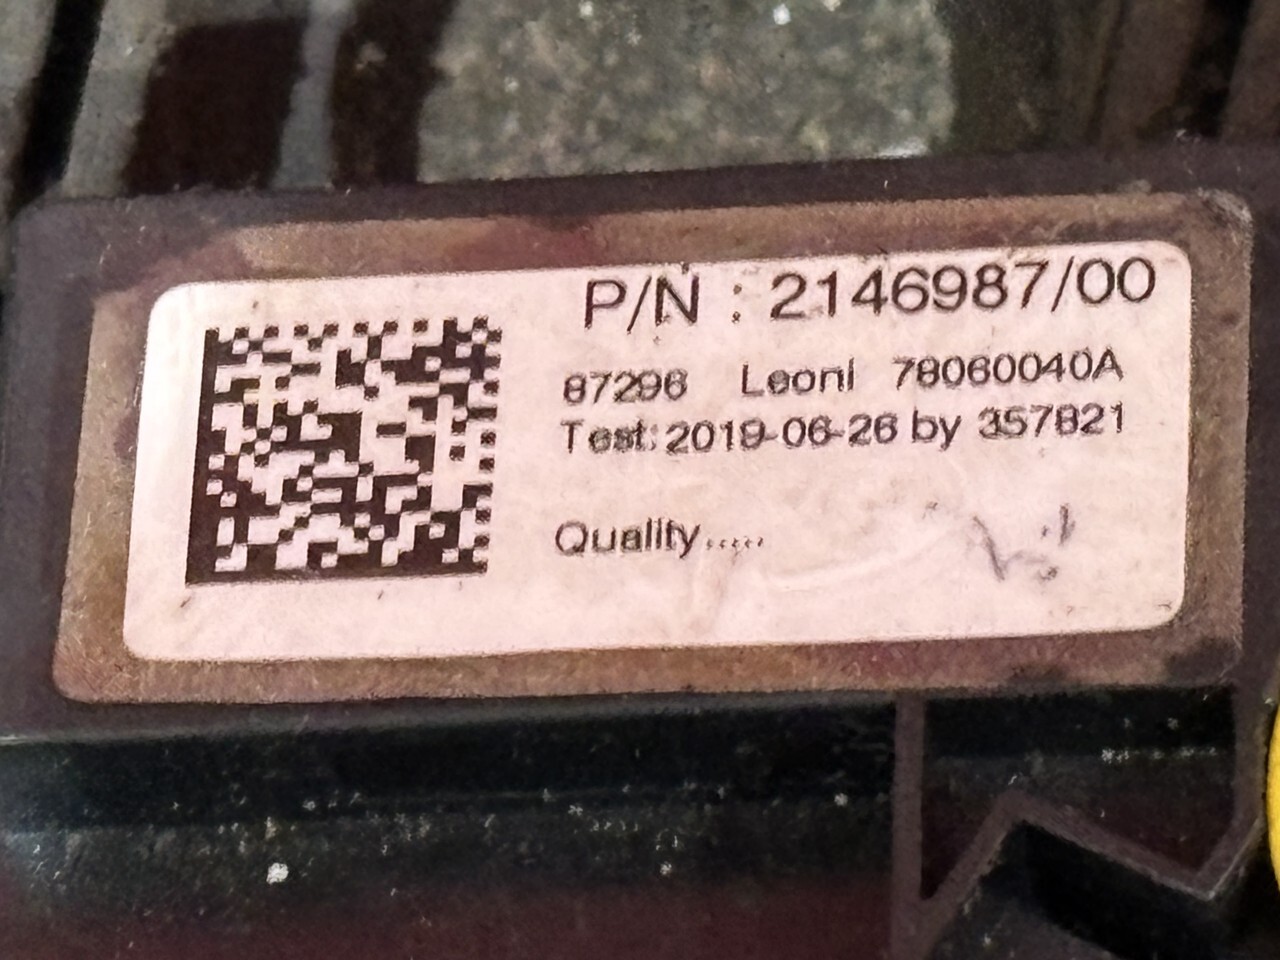 P/N : 2146987/00
87296 Leoni 78060040A
Test: 2019-06-26 by 357821
Quality.....